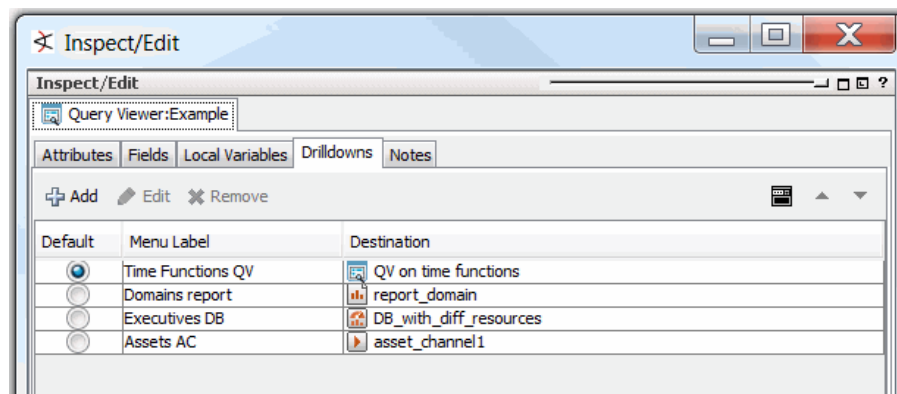 Inspect/Edit
Inspect/Edit ?
Query Viewer:Example
Attributes Fields Local Variables Drilldowns Notes
Add Edit Remove
Default Menu Label Destination
Time Functions QV QV on time functions
Domains report report_domain
Executives DB DB_with_diff_resources
Assets AC asset_channel1